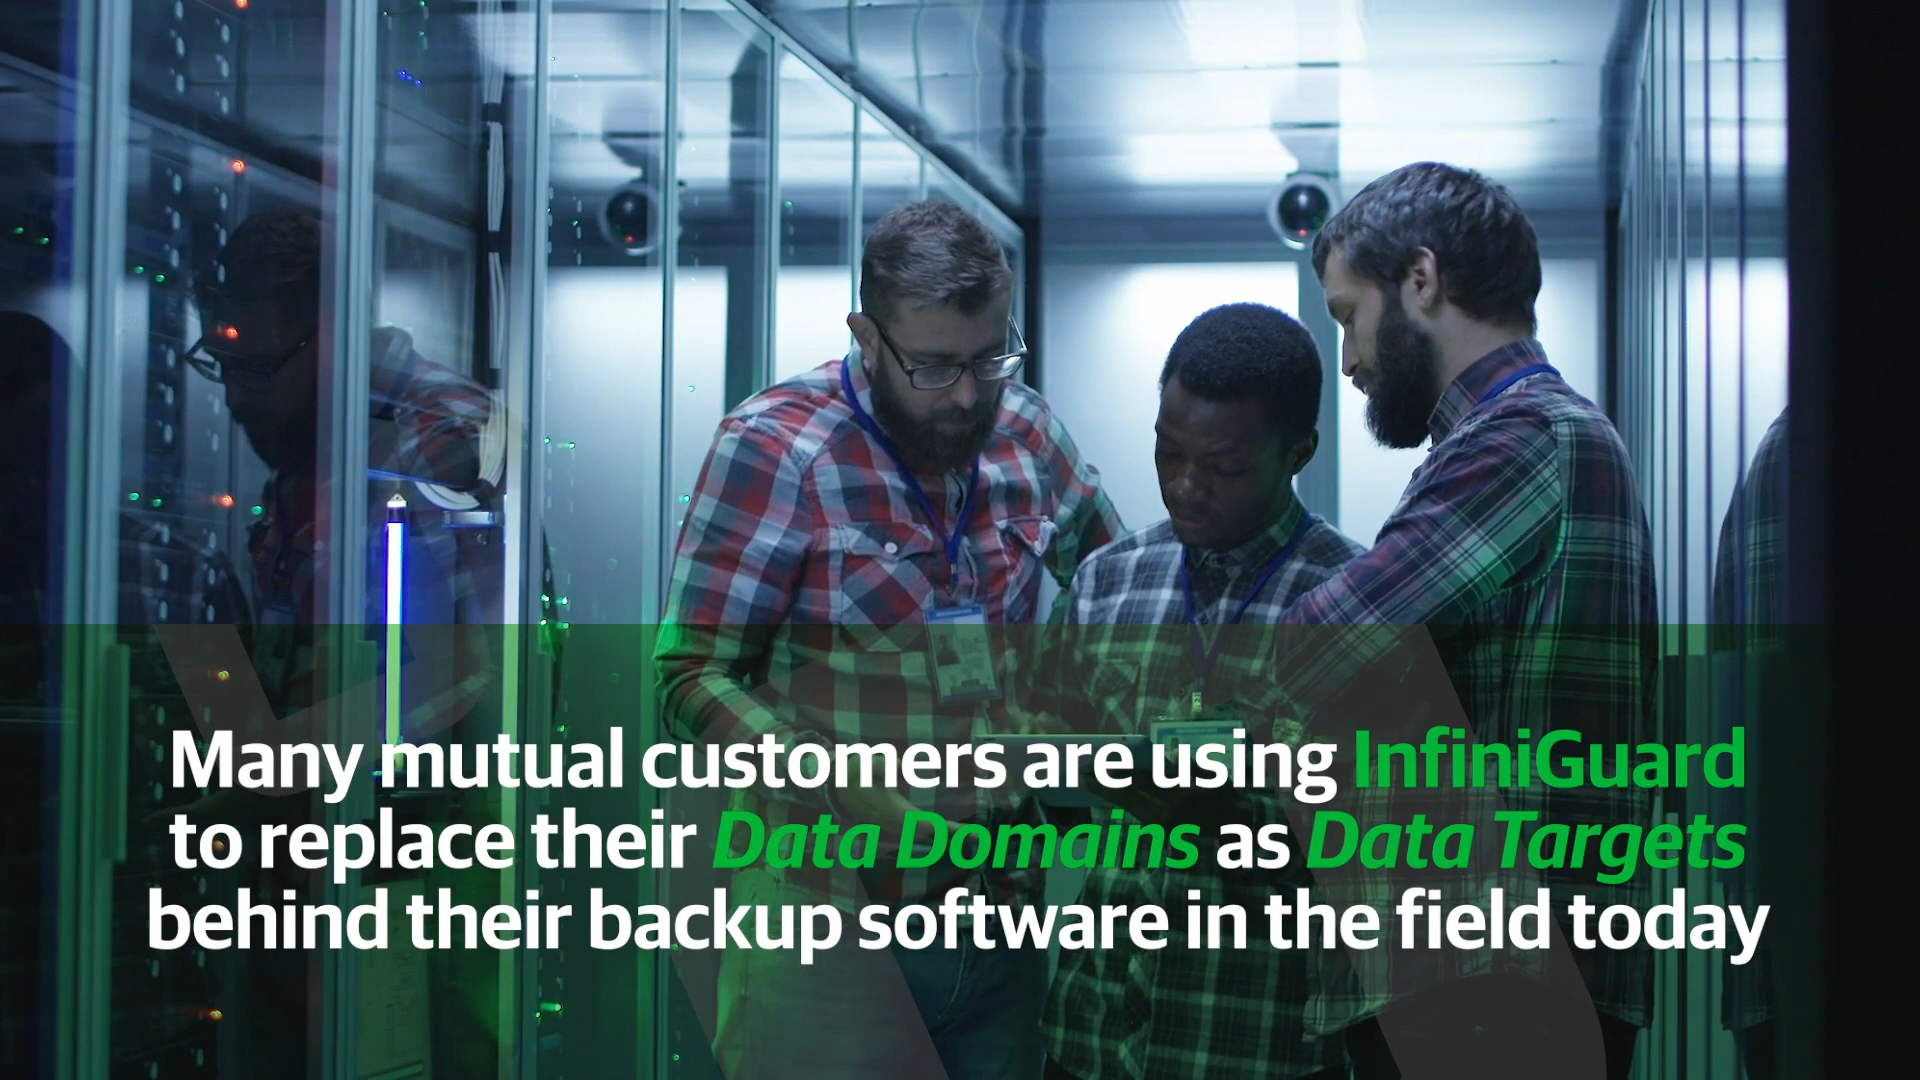 Many mutual customers are using InfiniGuard
to replace their Data Domains as Data Targets
behind their backup software in the field today